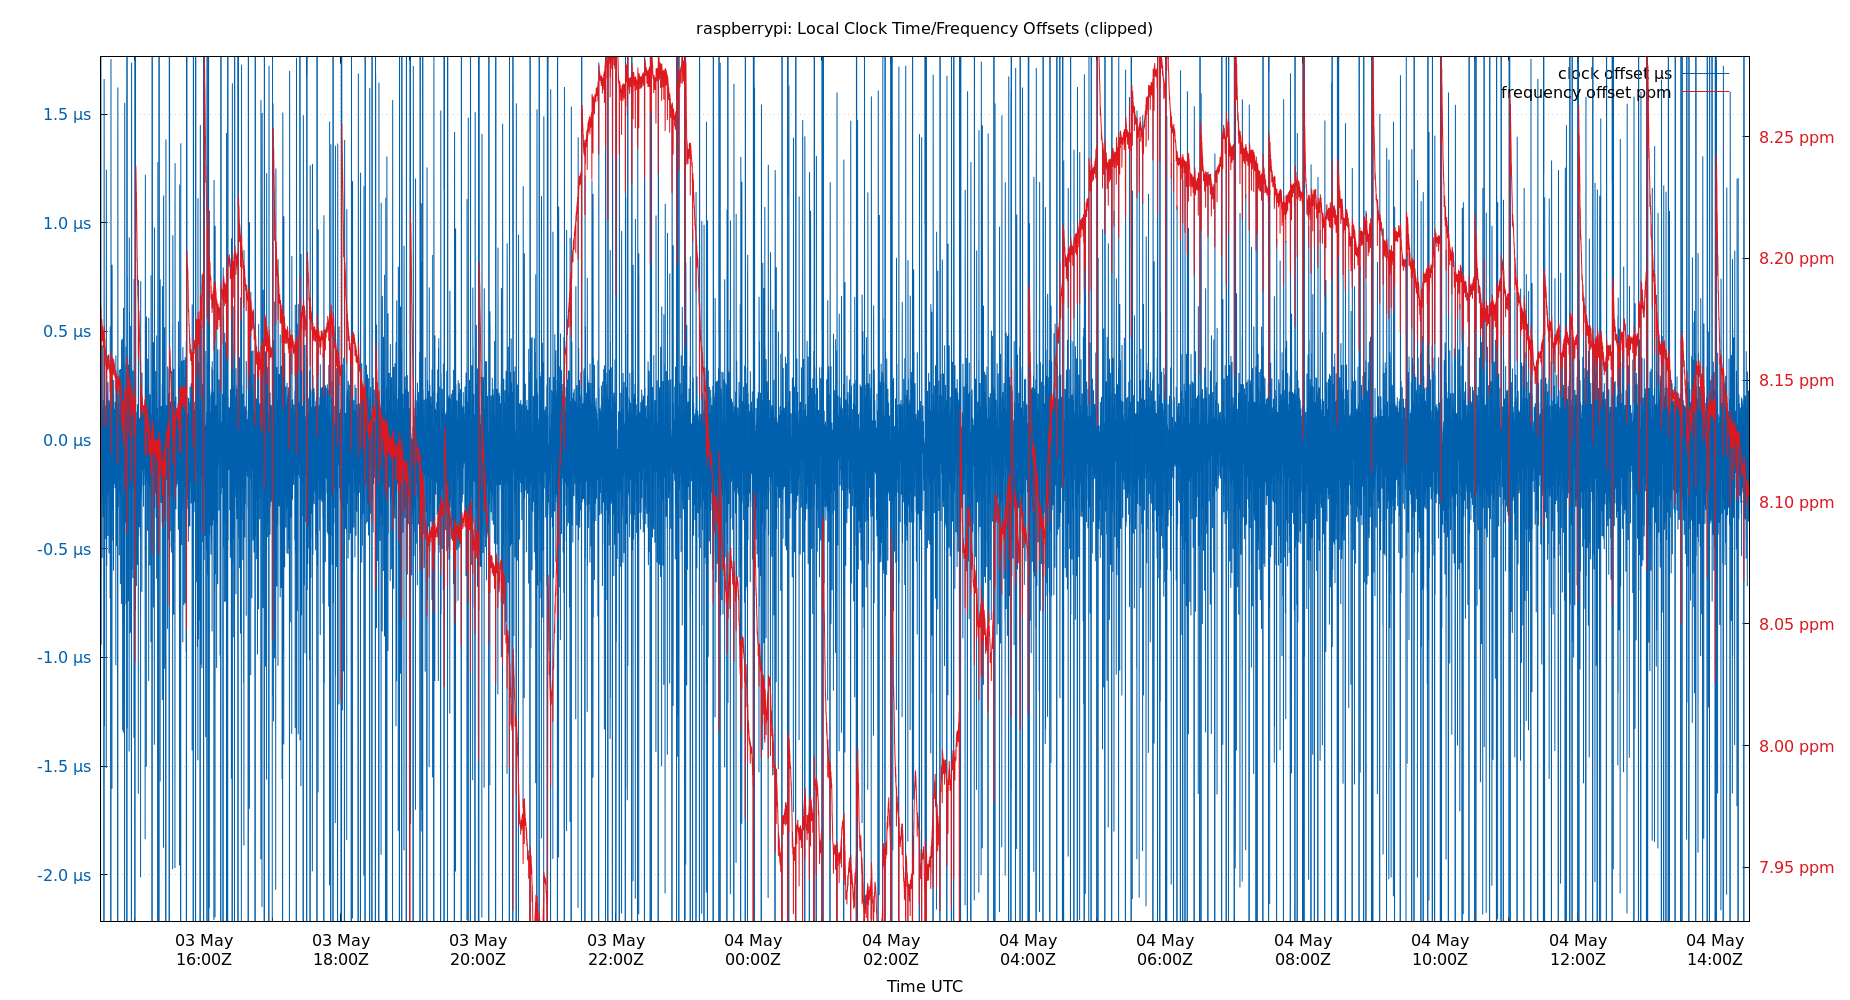 raspberrypi: Local Clock Time/Frequency Offsets (clipped)
clock offset µs
frequency offset ppm
1.5 µs
1.0 µs
0.5 µs
0.0 µs
-0.5 µs
-1.0 µs
-1.5 µs
-2.0 µs
8.25 ppm
8.20 ppm
8.15 ppm
8.10 ppm
8.05 ppm
8.00 ppm
7.95 ppm
03 May 03 May 03 May 03 May 04 May 04 May 04 May 04 May 04 May 04 May 04 May 04 May
16:00Z 18:00Z 20:00Z 22:00Z 00:00Z 02:00Z 04:00Z 06:00Z 08:00Z 10:00Z 12:00Z 14:00Z
Time UTC